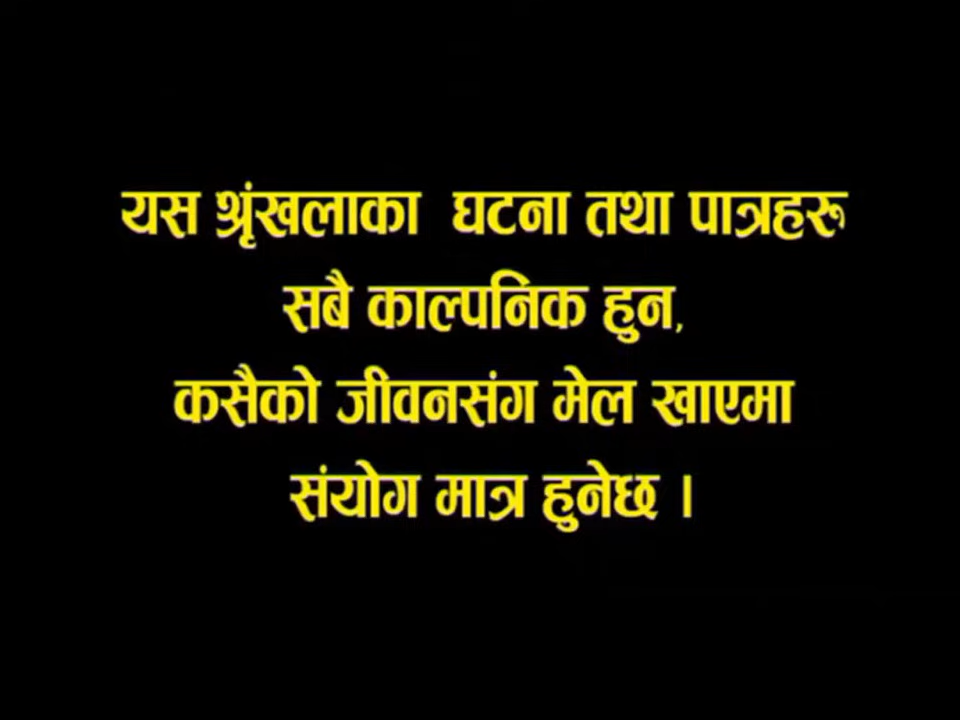 यस श्रृंखलाका घटना तथा पात्रहरु
सबै काल्पनिक हुन,
कसैको जीवनसंग मेल खाएमा
संयोग मात्र हुनेछ ।